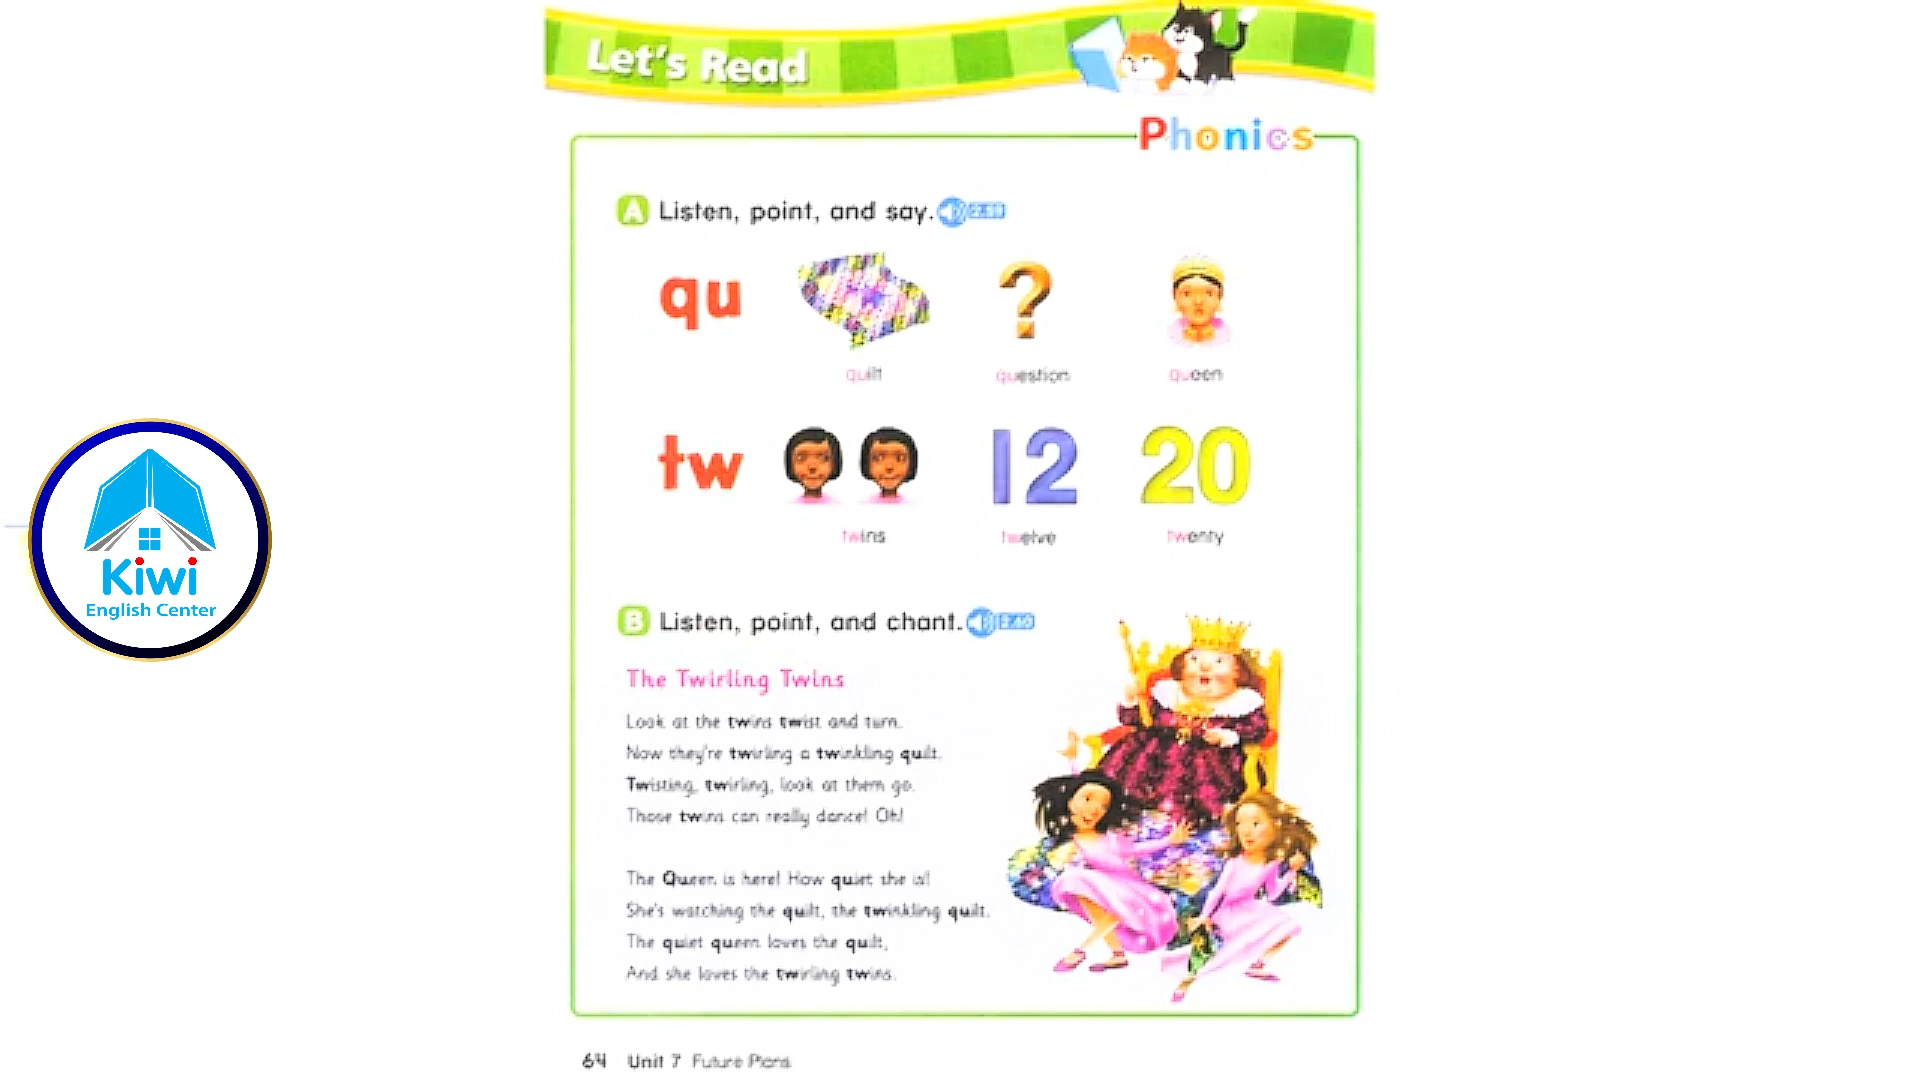 Let's Read
Phonics
A Listen, point, and say.
qu
quilt
question
queen
tw
12
20
twins
twelve
twenty
B Listen, point, and chant.
The Twirling Twins
Look at the twins twist and turn.
Now they're twirling a twinkling quilt.
Twisting, twirling, look at them go.
Those twins can really dance! Oh!
The Queen is here! How quiet she is!
She's watching the quilt, the twinkling quilt.
The quiet queen loves the quilt,
And she loves the twirling twins.
64 Unit 7 Future Plans
Kiwi
English Center